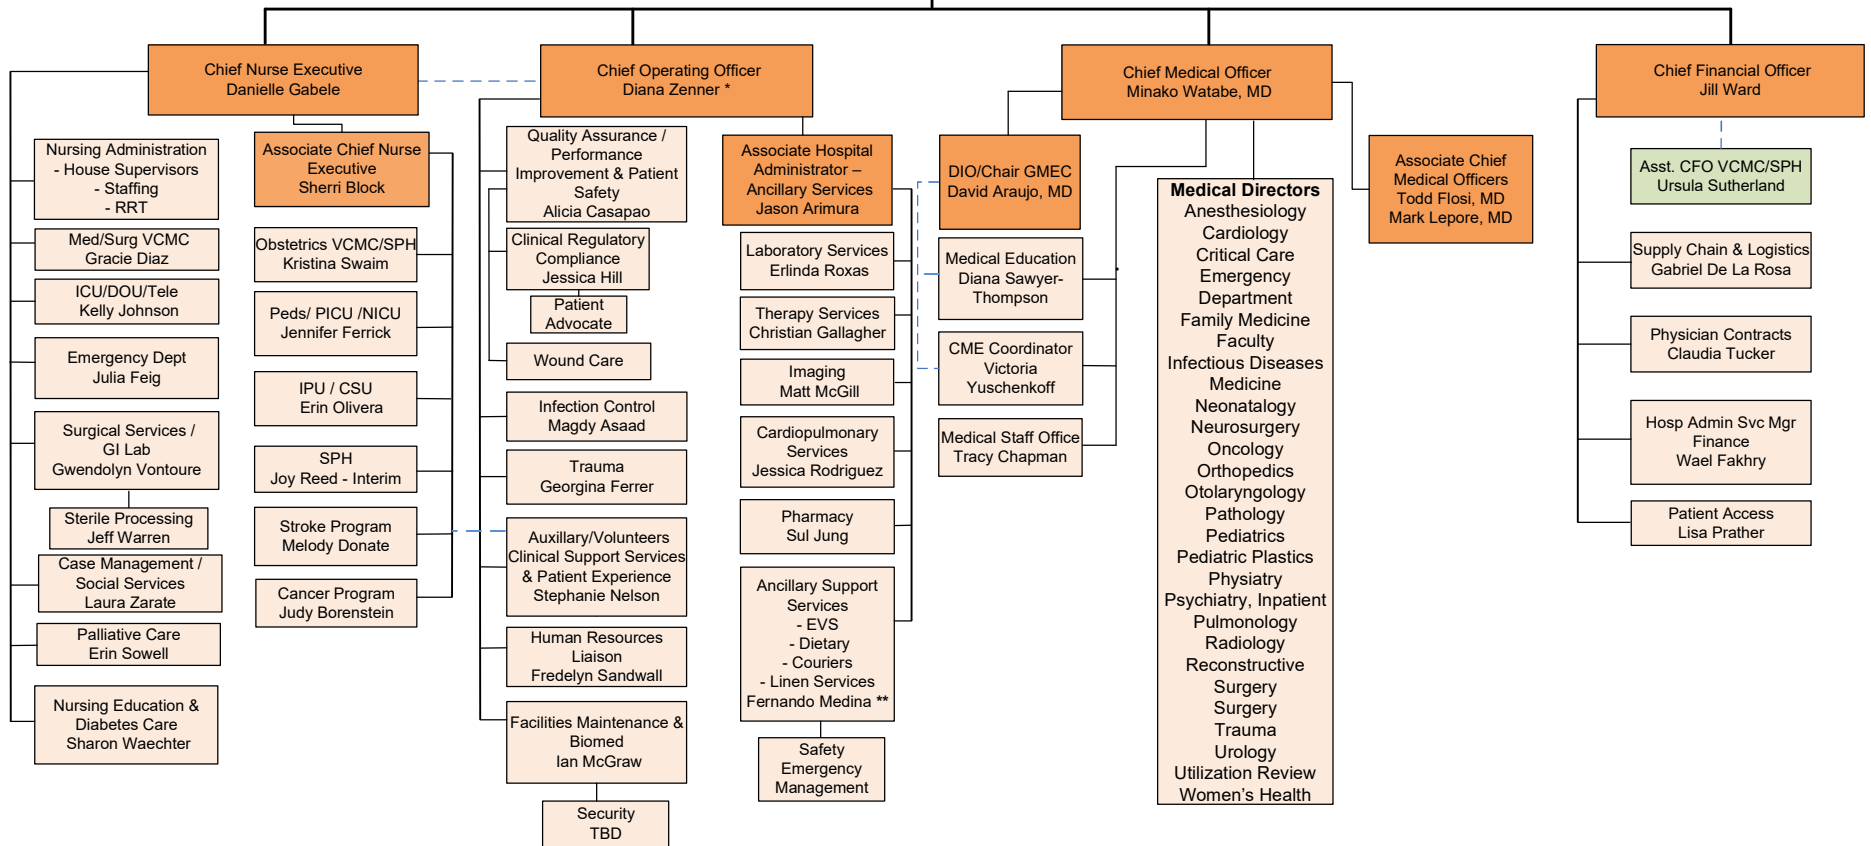 Chief Nurse Executive
Danielle Gabele
Chief Operating Officer
Diana Zenner *
Chief Medical Officer
Minako Watabe, MD
Chief Financial Officer
Jill Ward
Nursing Administration
- House Supervisors
- Staffing
- RRT
Med/Surg VCMC
Gracie Diaz
ICU/DOU/Tele
Kelly Johnson
Emergency Dept
Julia Feig
Surgical Services /
GI Lab
Gwendolyn Vontoure
Sterile Processing
Jeff Warren
Case Management /
Social Services
Laura Zarate
Palliative Care
Erin Sowell
Nursing Education &
Diabetes Care
Sharon Waechter
Associate Chief Nurse
Executive
Sherri Block
Obstetrics VCMC/SPH
Kristina Swaim
Peds/ PICU /NICU
Jennifer Ferrick
IPU / CSU
Erin Olivera
SPH
Joy Reed - Interim
Stroke Program
Melody Donate
Cancer Program
Judy Borenstein
Quality Assurance /
Performance
Improvement & Patient
Safety
Alicia Casapao
Clinical Regulatory
Compliance
Jessica Hill
Patient
Advocate
Wound Care
Infection Control
Magdy Asaad
Trauma
Georgina Ferrer
Auxillary/Volunteers
Clinical Support Services
& Patient Experience
Stephanie Nelson
Human Resources
Liaison
Fredelyn Sandwall
Facilities Maintenance &
Biomed
Ian McGraw
Security
TBD
Associate Hospital
Administrator –
Ancillary Services
Jason Arimura
Laboratory Services
Erlinda Roxas
Therapy Services
Christian Gallagher
Imaging
Matt McGill
Cardiopulmonary
Services
Jessica Rodriguez
Pharmacy
Sul Jung
Ancillary Support
Services
- EVS
- Dietary
- Couriers
- Linen Services
Fernando Medina **
Safety
Emergency
Management
DIO/Chair GMEC
David Araujo, MD
Medical Education
Diana Sawyer-
Thompson
CME Coordinator
Victoria
Yuschenkoff
Medical Staff Office
Tracy Chapman
Medical Directors
Anesthesiology
Cardiology
Critical Care
Emergency
Department
Family Medicine
Faculty
Infectious Diseases
Medicine
Neonatalogy
Neurosurgery
Oncology
Orthopedics
Otolaryngology
Pathology
Pediatrics
Pediatric Plastics
Physiatry
Psychiatry, Inpatient
Pulmonology
Radiology
Reconstructive
Surgery
Surgery
Trauma
Urology
Utilization Review
Women’s Health
Associate Chief
Medical Officers
Todd Flosi, MD
Mark Lepore, MD
Asst. CFO VCMC/SPH
Ursula Sutherland
Supply Chain & Logistics
Gabriel De La Rosa
Physician Contracts
Claudia Tucker
Hosp Admin Svc Mgr
Finance
Wael Fakhry
Patient Access
Lisa Prather